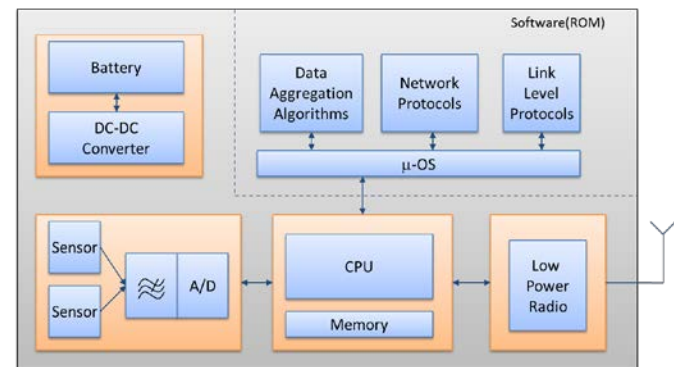 Software(ROM)
Battery
DC-DC
Converter
Data
Aggregation
Algorithms
Network
Protocols
Link
Level
Protocols
μ-OS
Sensor
Sensor
A/D
CPU
Memory
Low
Power
Radio